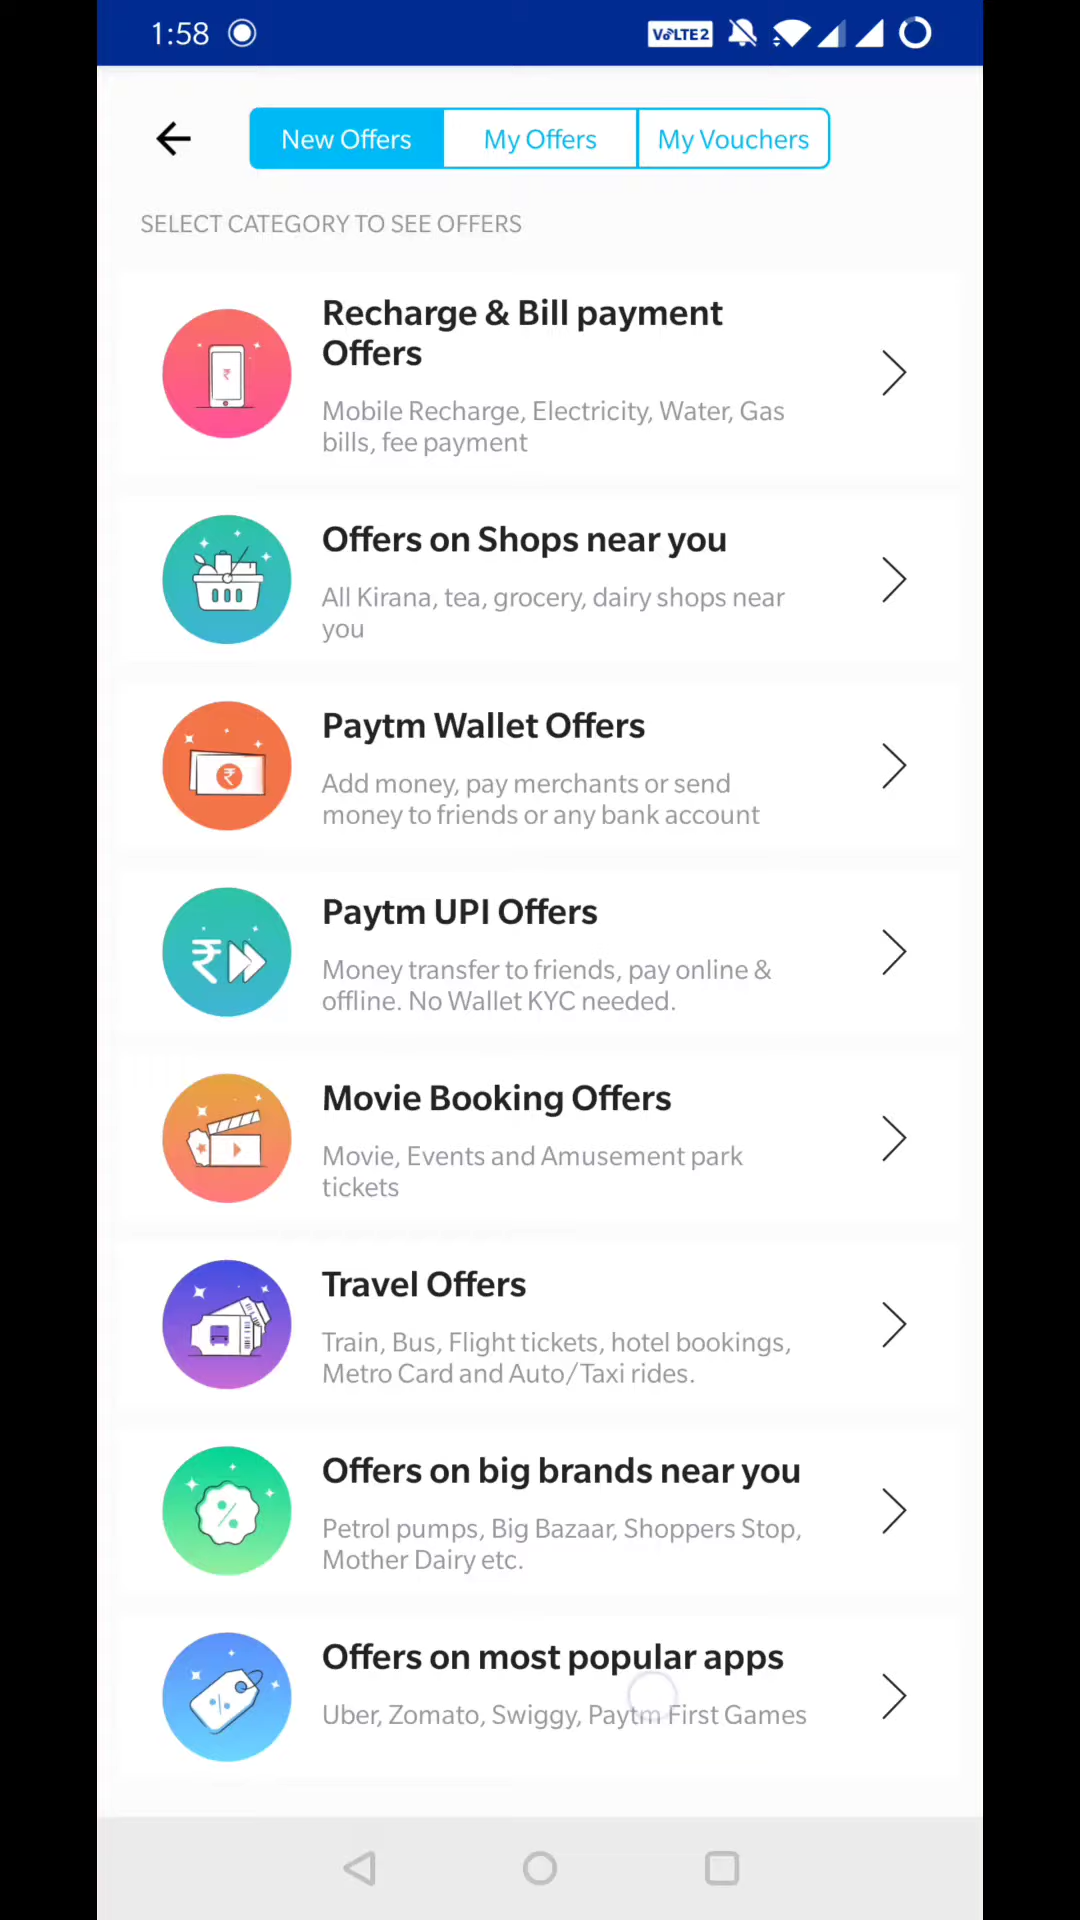 1:58
VoLTE2
New Offers
My Offers
My Vouchers
SELECT CATEGORY TO SEE OFFERS
Recharge & Bill payment
Offers
Mobile Recharge, Electricity, Water, Gas
bills, fee payment
Offers on Shops near you
All Kirana, tea, grocery, dairy shops near
you
Paytm Wallet Offers
Add money, pay merchants or send
money to friends or any bank account
Paytm UPI Offers
Money transfer to friends, pay online &
offline. No Wallet KYC needed.
Movie Booking Offers
Movie, Events and Amusement park
tickets
Travel Offers
Train, Bus, Flight tickets, hotel bookings,
Metro Card and Auto/Taxi rides.
Offers on big brands near you
Petrol pumps, Big Bazaar, Shoppers Stop,
Mother Dairy etc.
Offers on most popular apps
Uber, Zomato, Swiggy, Paytm First Games